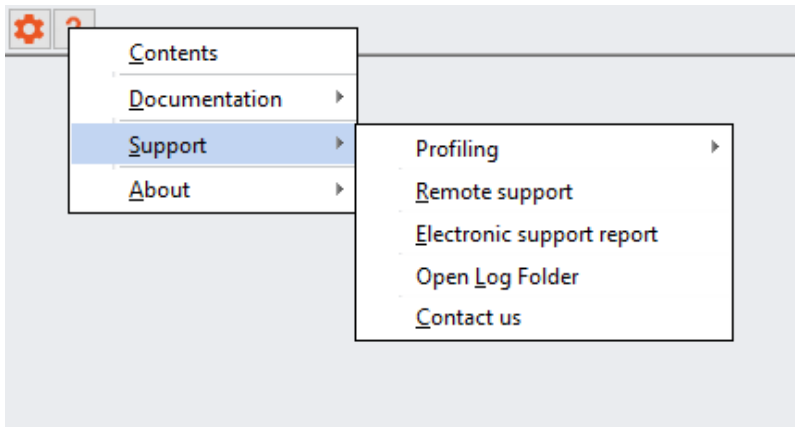 ?
Contents
Documentation
Support
About
Profiling
Remote support
Electronic support report
Open Log Folder
Contact us